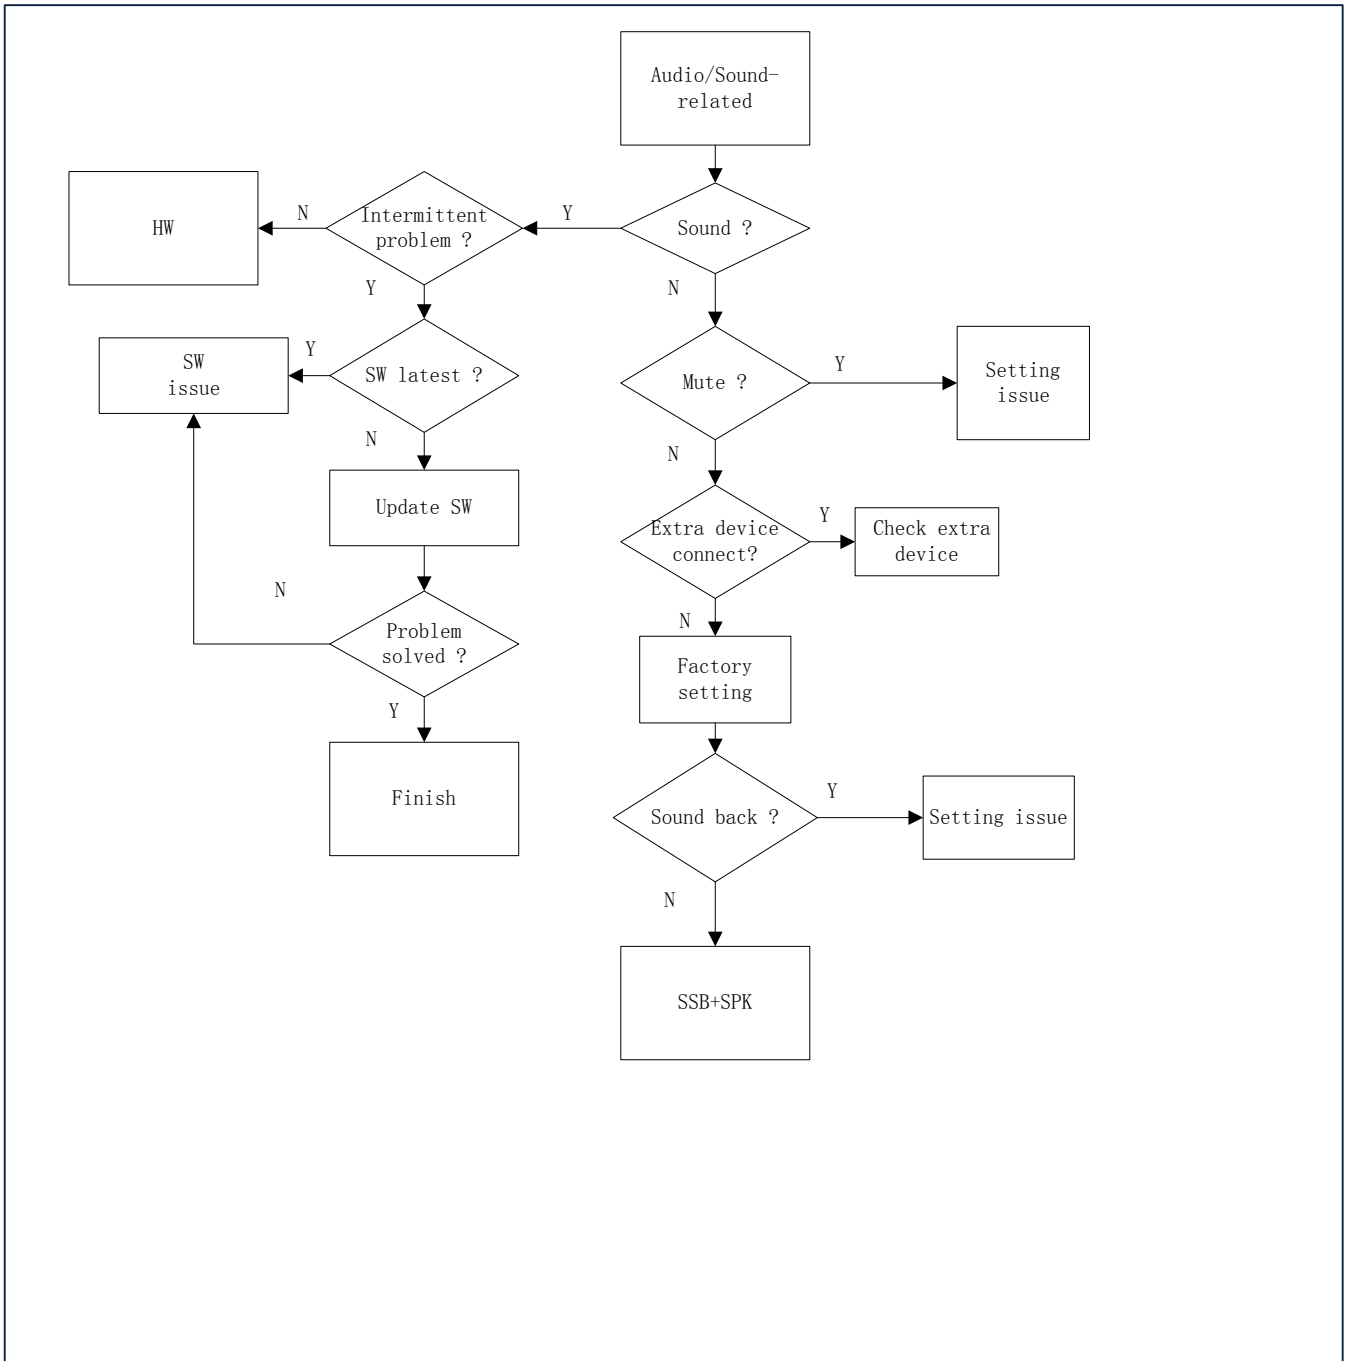 Audio/Sound-
related
HW
N
Intermittent
problem ?
Y
Sound ?
Y
N
SW
issue
Y
SW latest ?
Mute ?
Y
Setting
issue
N
N
Update SW
Extra device
connect?
Y
Check extra
device
N
N
Problem
solved ?
Factory
setting
Y
Finish
Sound back ?
Y
Setting issue
N
SSB+SPK